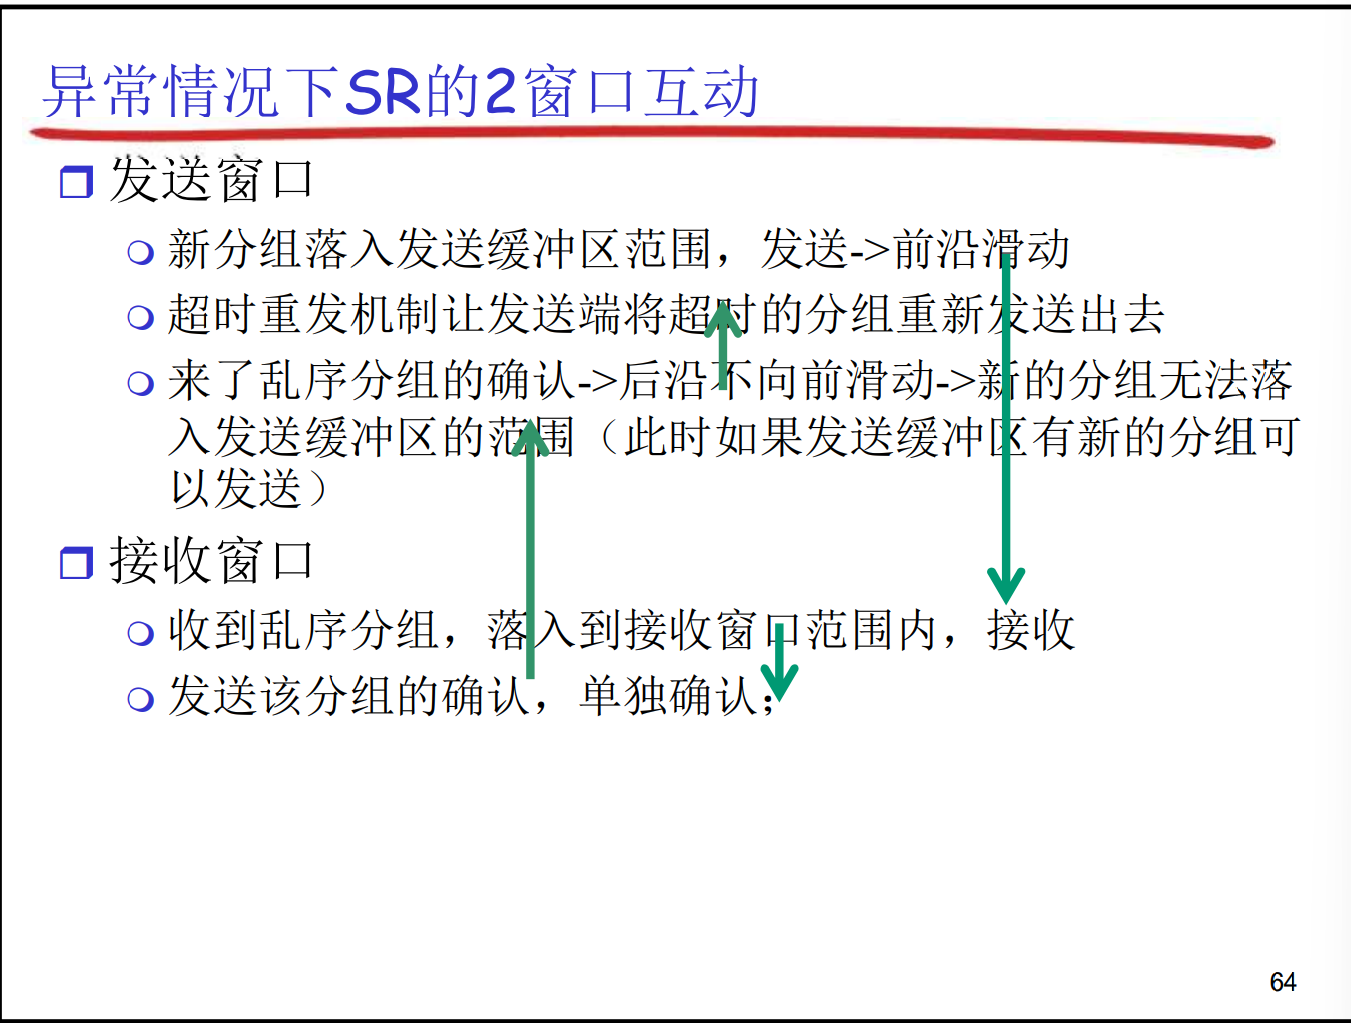 异常情况下SR的2窗口互动
发送窗口
新分组落入发送缓冲区范围，发送->前沿滑动
超时重发机制让发送端将超时的分组重新发送出去
来了乱序分组的确认->后沿不向前滑动->新的分组无法落
入发送缓冲区的范围（此时如果发送缓冲区有新的分组可
以发送）
接收窗口
收到乱序分组，落入到接收窗口范围内，接收
发送该分组的确认，单独确认；
64